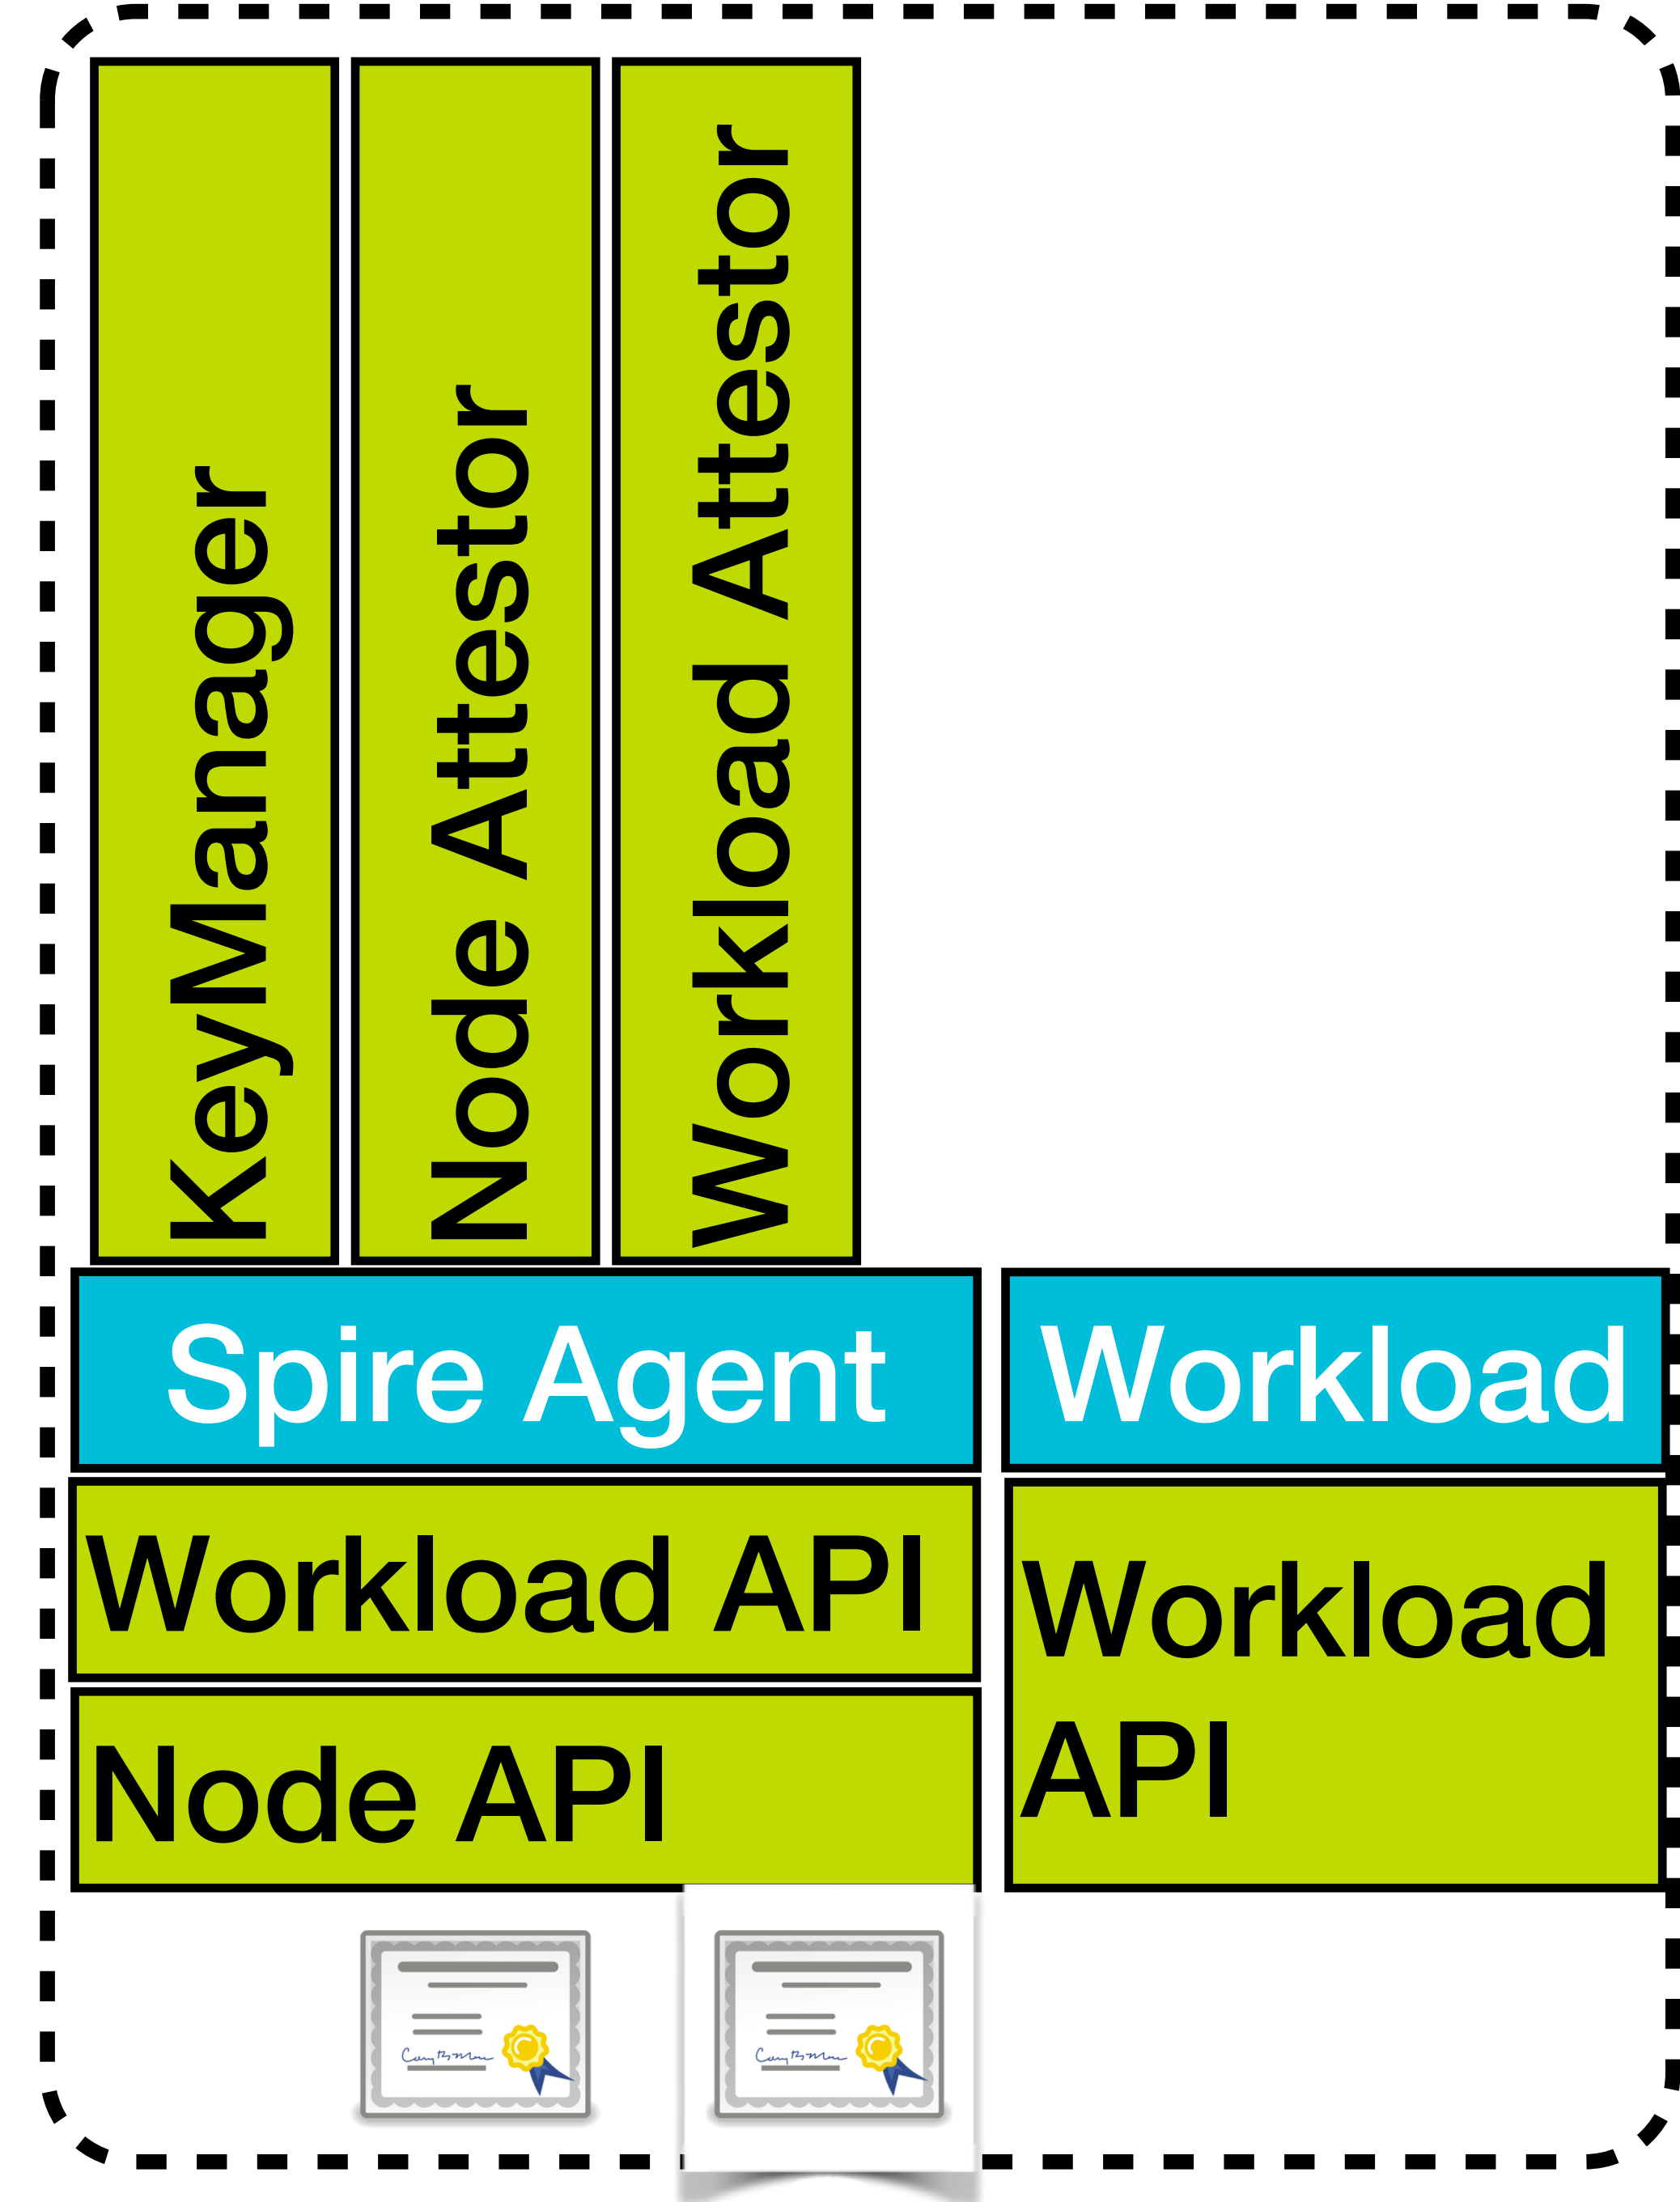 KeyManager
Node Attestor
Workload Attestor
Spire Agent
Workload
Workload API
Node API
Workload
API